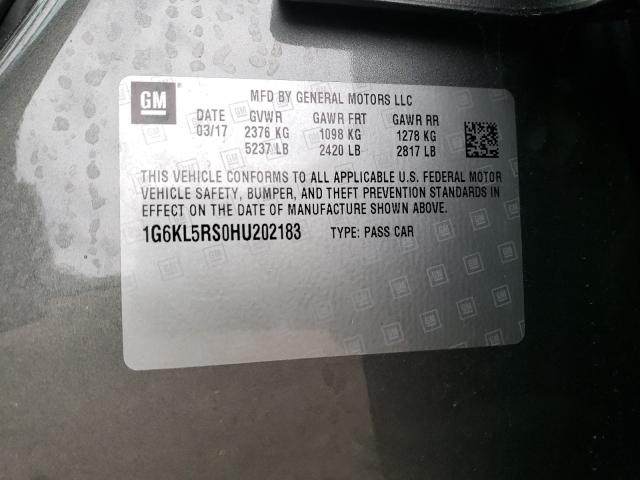 GM
MFD BY GENERAL MOTORS LLC
DATE GVWR GAWR FRT GAWR RR
03/17 2376 KG 1098 KG 1278 KG
5237 LB 2420 LB 2817 LB
THIS VEHICLE CONFORMS TO ALL APPLICABLE U.S. FEDERAL MOTOR
VEHICLE SAFETY, BUMPER, AND THEFT PREVENTION STANDARDS IN
EFFECT ON THE DATE OF MANUFACTURE SHOWN ABOVE.
1G6KL5RS0HU202183 TYPE: PASS CAR